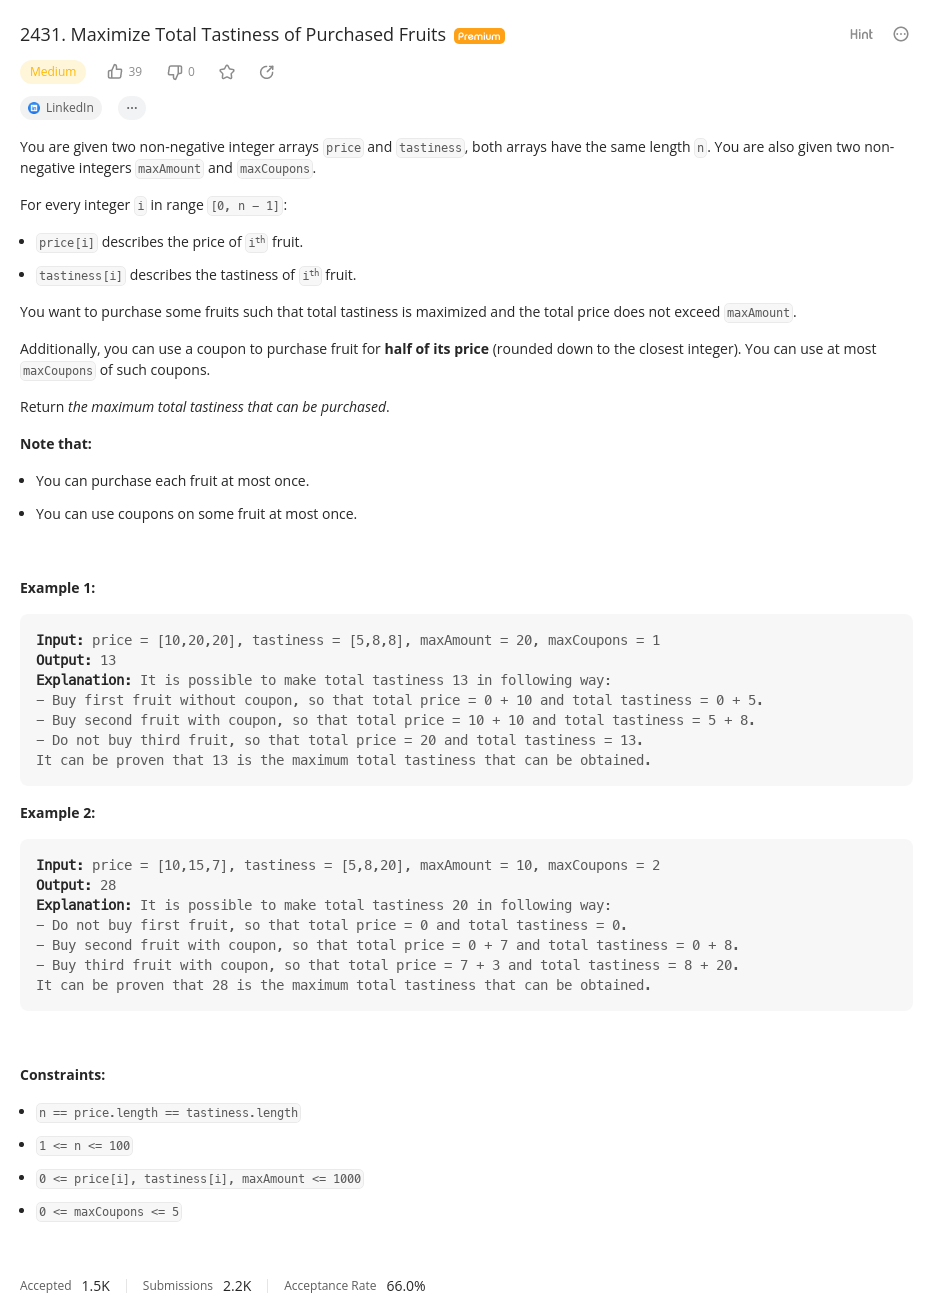 2431. Maximize Total Tastiness of Purchased Fruits Premium Hint
Medium 39 0
in LinkedIn ···
You are given two non-negative integer arrays price and tastiness, both arrays have the same length n. You are also given two non-
negative integers maxAmount and maxCoupons.
For every integer i in range [0, n − 1]:
• price[i] describes the price of ith fruit.
• tastiness[i] describes the tastiness of ith fruit.
You want to purchase some fruits such that total tastiness is maximized and the total price does not exceed maxAmount.
Additionally, you can use a coupon to purchase fruit for half of its price (rounded down to the closest integer). You can use at most
maxCoupons of such coupons.
Return the maximum total tastiness that can be purchased.
Note that:
• You can purchase each fruit at most once.
• You can use coupons on some fruit at most once.
Example 1:
Input: price = [10,20,20], tastiness = [5,8,8], maxAmount = 20, maxCoupons = 1
Output: 13
Explanation: It is possible to make total tastiness 13 in following way:
− Buy first fruit without coupon, so that total price = 0 + 10 and total tastiness = 0 + 5.
− Buy second fruit with coupon, so that total price = 10 + 10 and total tastiness = 5 + 8.
− Do not buy third fruit, so that total price = 20 and total tastiness = 13.
It can be proven that 13 is the maximum total tastiness that can be obtained.
Example 2:
Input: price = [10,15,7], tastiness = [5,8,20], maxAmount = 10, maxCoupons = 2
Output: 28
Explanation: It is possible to make total tastiness 20 in following way:
− Do not buy first fruit, so that total price = 0 and total tastiness = 0.
− Buy second fruit with coupon, so that total price = 0 + 7 and total tastiness = 0 + 8.
− Buy third fruit with coupon, so that total price = 7 + 3 and total tastiness = 8 + 20.
It can be proven that 28 is the maximum total tastiness that can be obtained.
Constraints:
• n == price.length == tastiness.length
• 1 <= n <= 100
• 0 <= price[i], tastiness[i], maxAmount <= 1000
• 0 <= maxCoupons <= 5
Accepted 1.5K Submissions 2.2K Acceptance Rate 66.0%